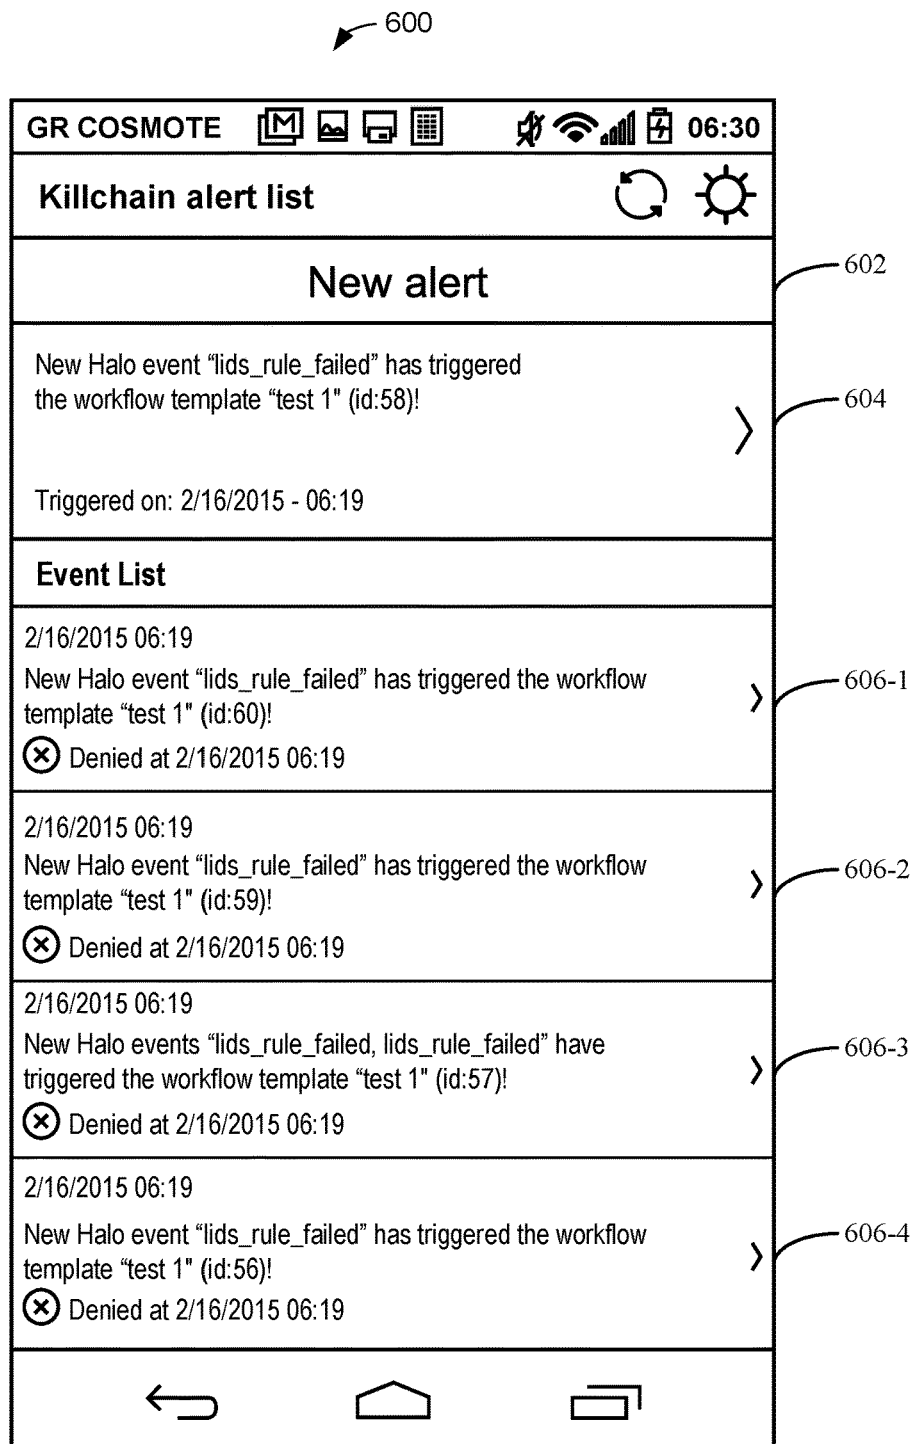 600
GR COSMOTE M 06:30
Killchain alert list
New alert
602
New Halo event “lids_rule_failed” has triggered
the workflow template “test 1" (id:58)!
604
Triggered on: 2/16/2015 - 06:19
Event List
2/16/2015 06:19
New Halo event “lids_rule_failed” has triggered the workflow
template “test 1" (id:60)!
606-1
Denied at 2/16/2015 06:19
2/16/2015 06:19
New Halo event “lids_rule_failed” has triggered the workflow
template “test 1" (id:59)!
606-2
Denied at 2/16/2015 06:19
2/16/2015 06:19
New Halo events “lids_rule_failed, lids_rule_failed” have
triggered the workflow template “test 1" (id:57)!
606-3
Denied at 2/16/2015 06:19
2/16/2015 06:19
New Halo event “lids_rule_failed” has triggered the workflow
template “test 1" (id:56)!
606-4
Denied at 2/16/2015 06:19